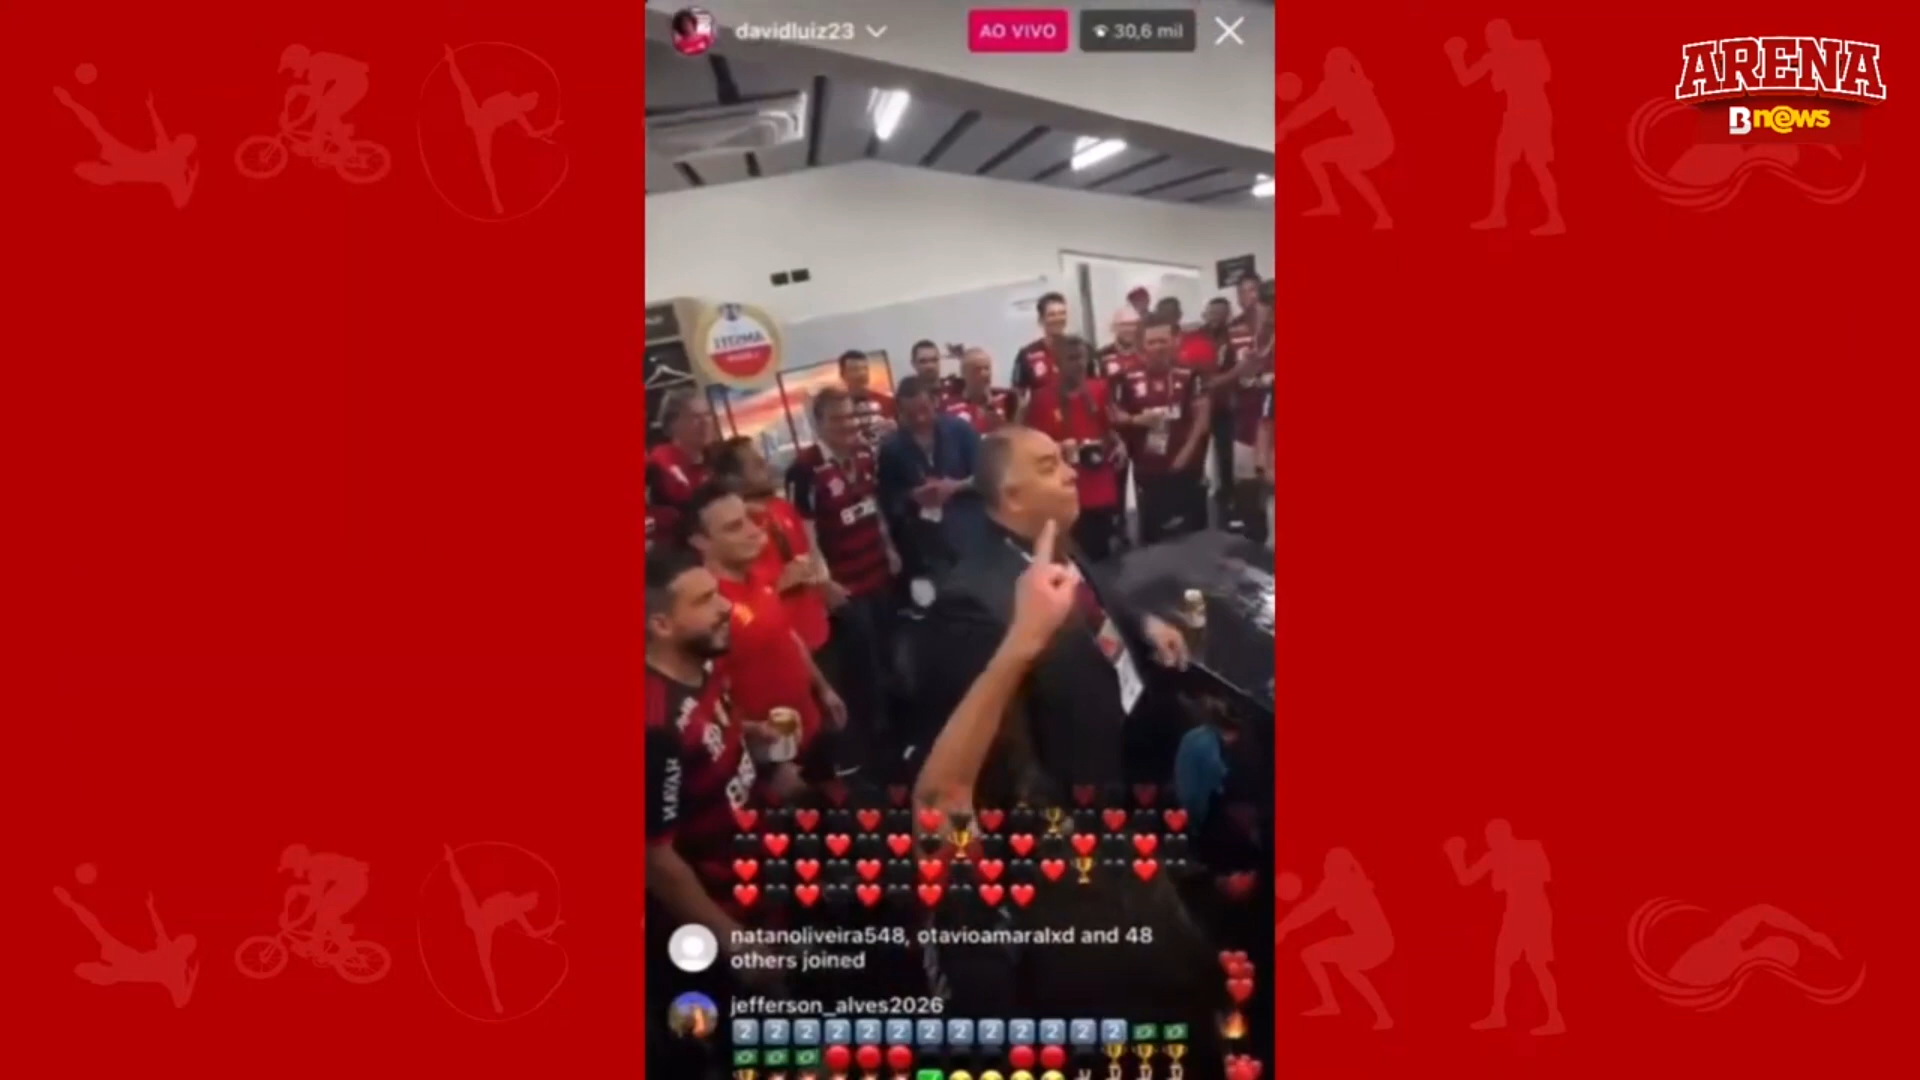 davidluiz23
AO VIVO
30,6 mil
ARENA
Bnews
natanoliveira548, otavioamaralxd and 48
others joined
jefferson_alves2026